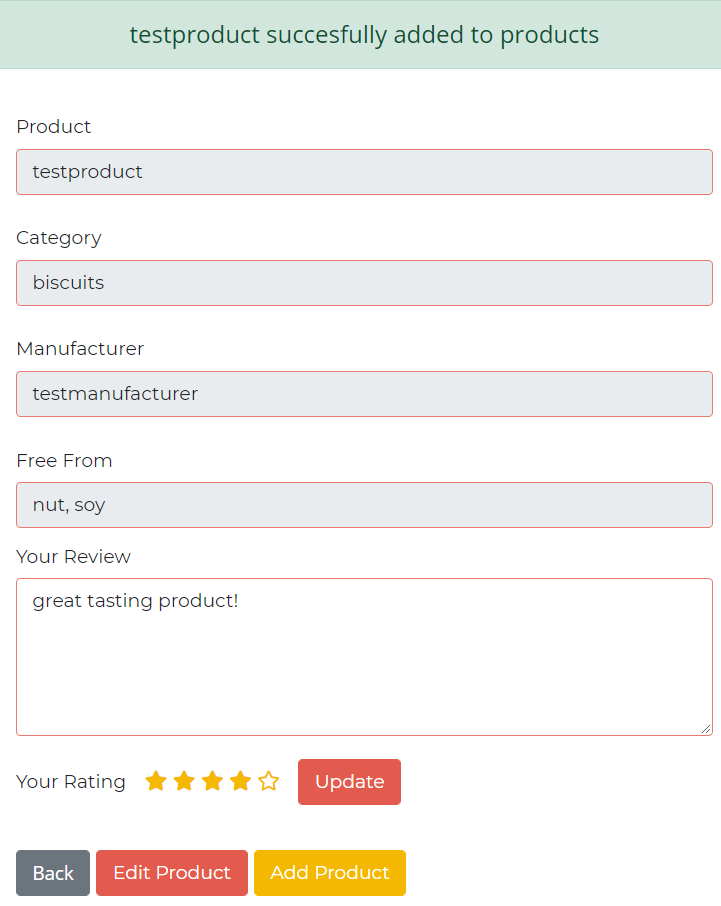 testproduct succesfully added to products
Product
testproduct
Category
biscuits
Manufacturer
testmanufacturer
Free From
nut, soy
Your Review
great tasting product!
Your Rating Update
Back Edit Product Add Product